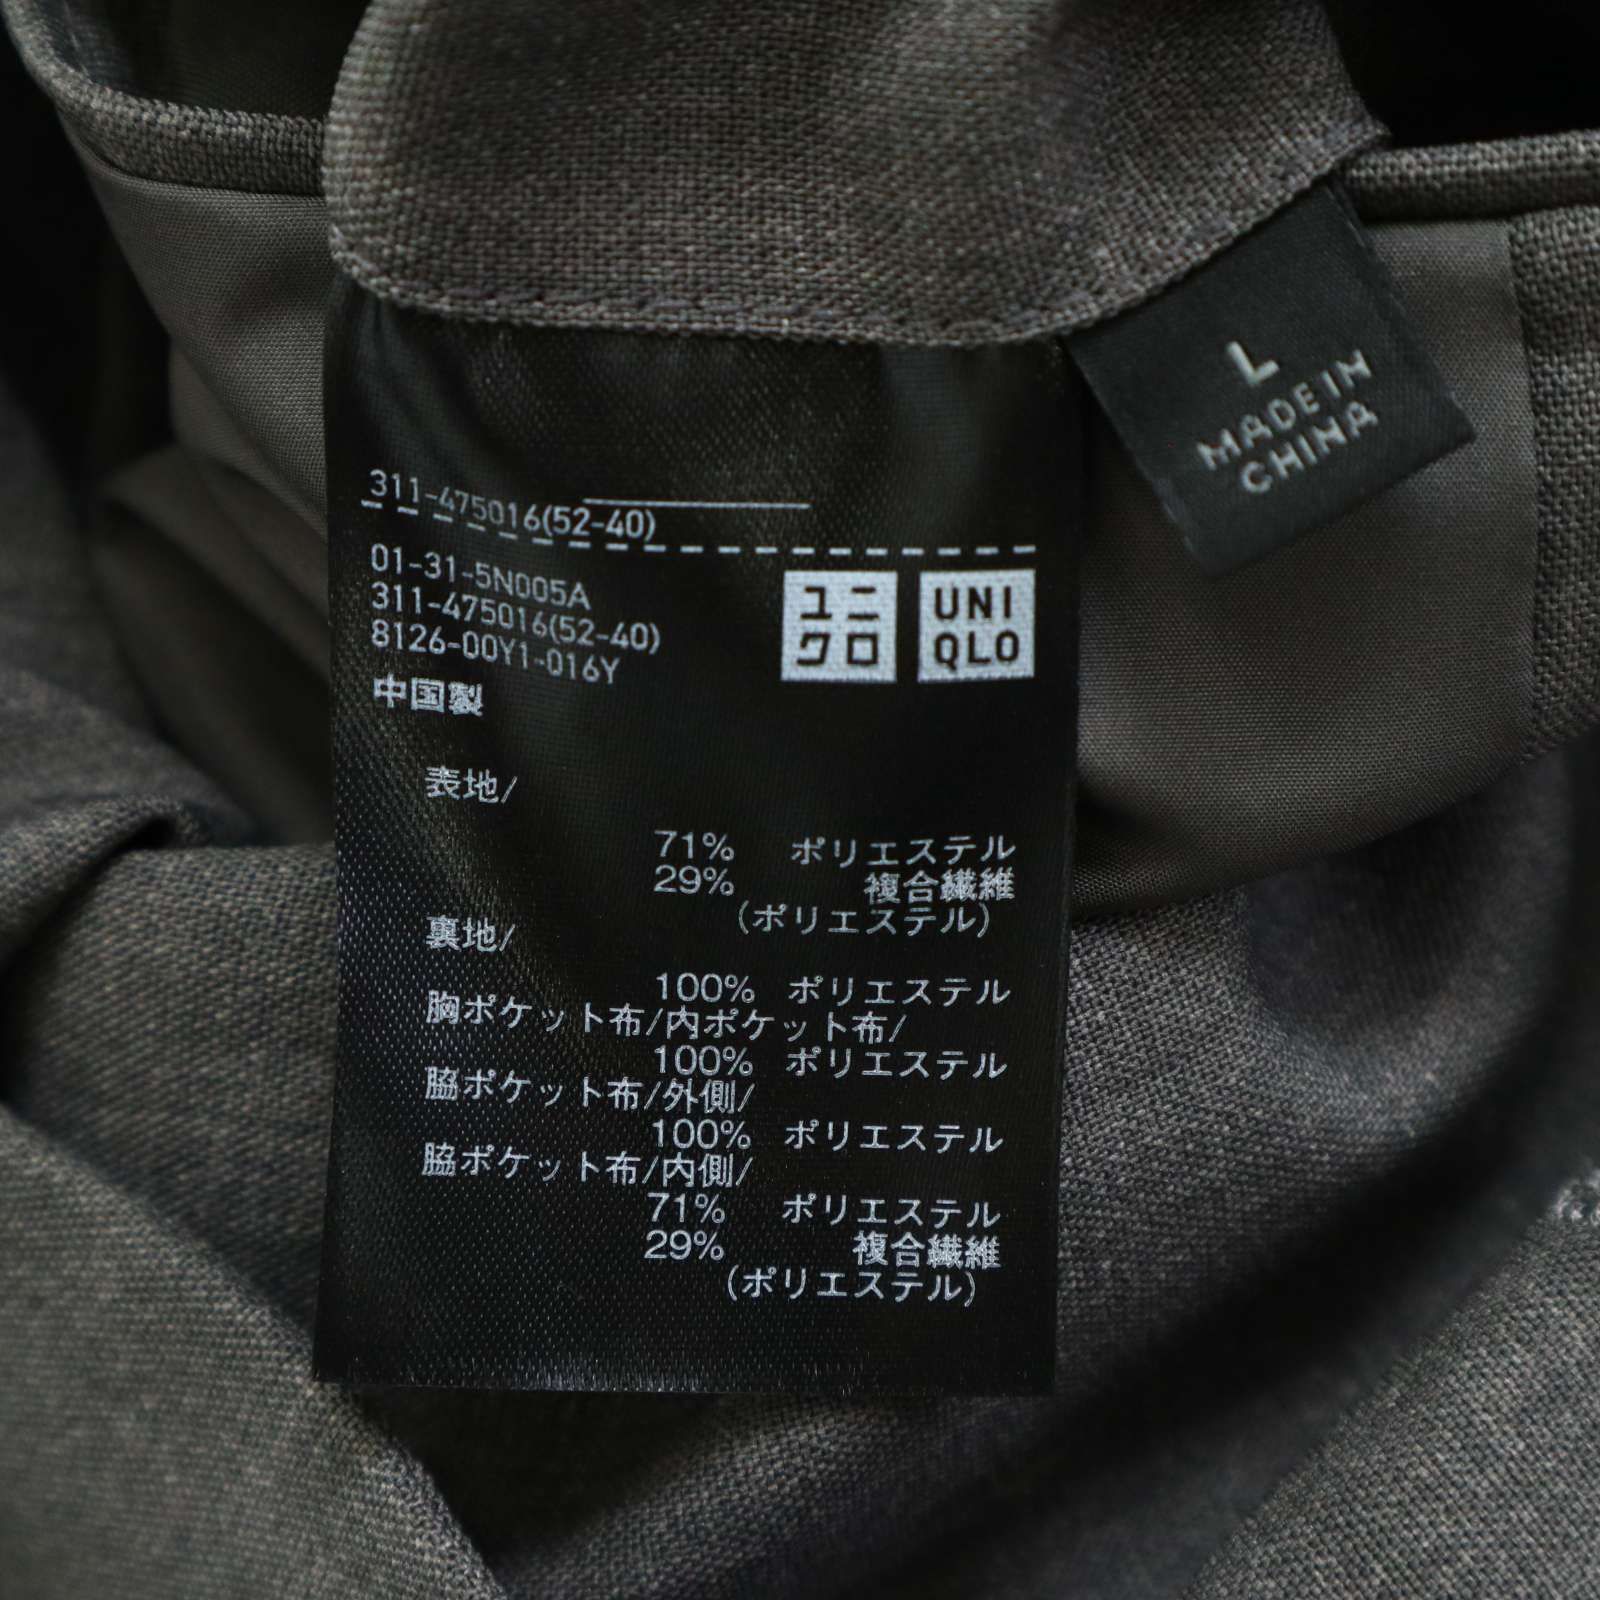 L
MADE IN
CHINA
311-475016(52-40)
01-31-5N005A
311-475016(52-40)
8126-00Y1-016Y
中国製
ユニ
クロ
UNI
QLO
表地/
71% ポリエステル
29% 複合繊維
(ポリエステル)
裏地/
100% ポリエステル
胸ポケット布/内ポケット布/
100% ポリエステル
脇ポケット布/外側/
100% ポリエステル
脇ポケット布/内側/
71% ポリエステル
29% 複合繊維
(ポリエステル)